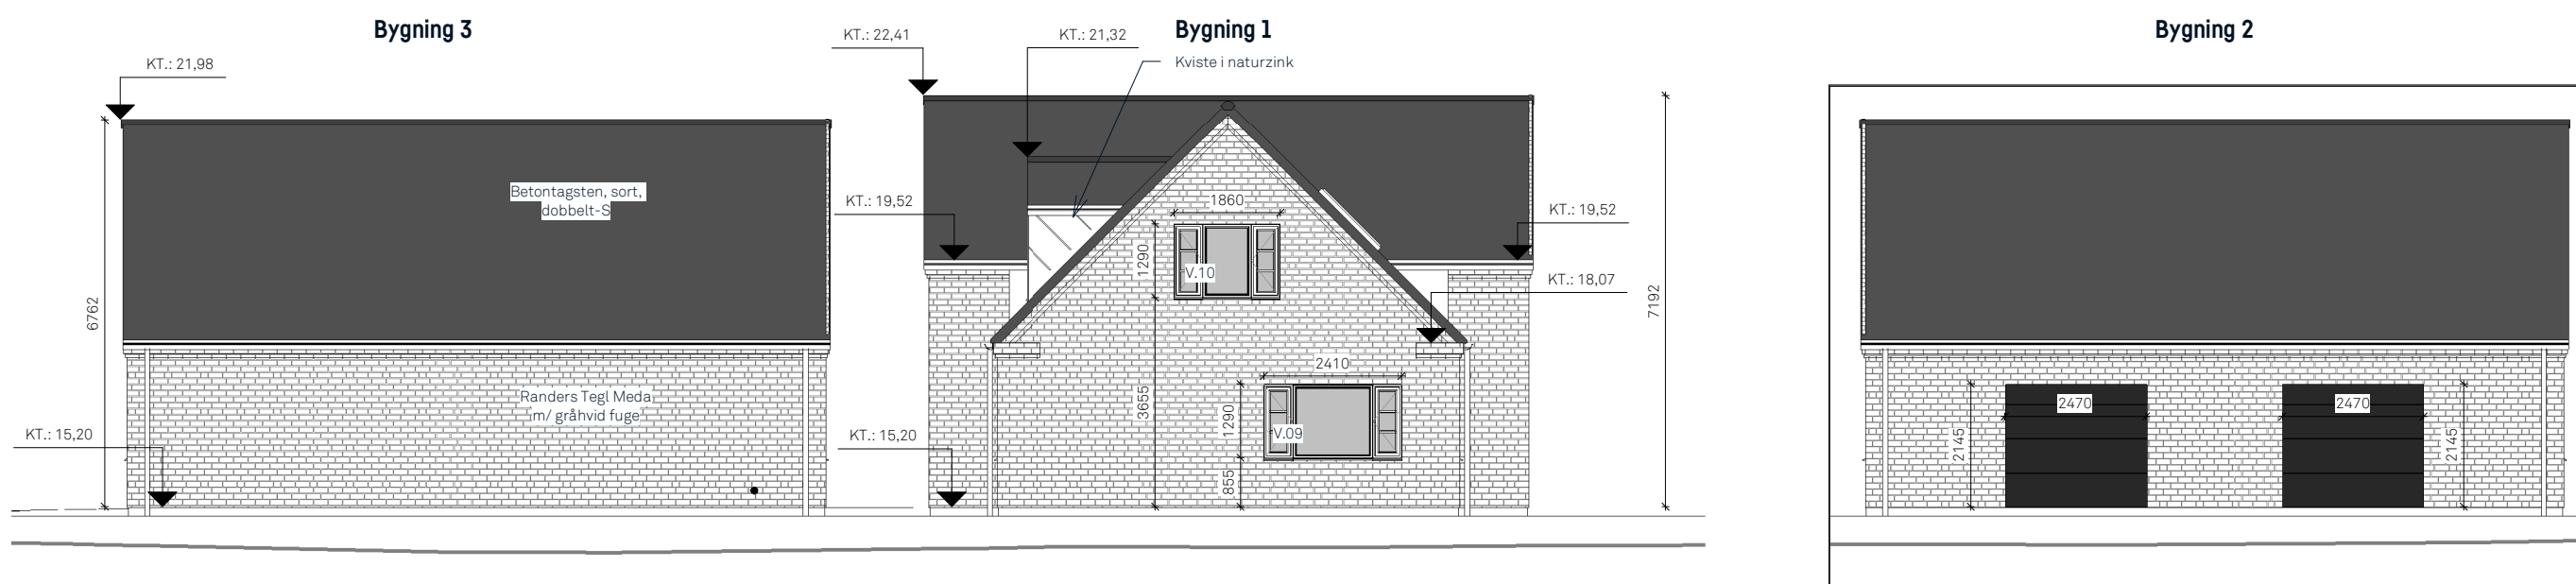 Bygning 3
KT.: 21,98
Betontagsten, sort,
dobbelt-S
6762
Randers Tegl Meda
m/ gråhvid fuge
KT.: 15,20
Bygning 1
KT.: 22,41
KT.: 21,32
Kviste i naturzink
KT.: 19,52
1860
KT.: 19,52
1290
V.10
KT.: 18,07
7192
2410
3655
1290
V.09
KT.: 15,20
855
Bygning 2
2470
2470
2145
2145